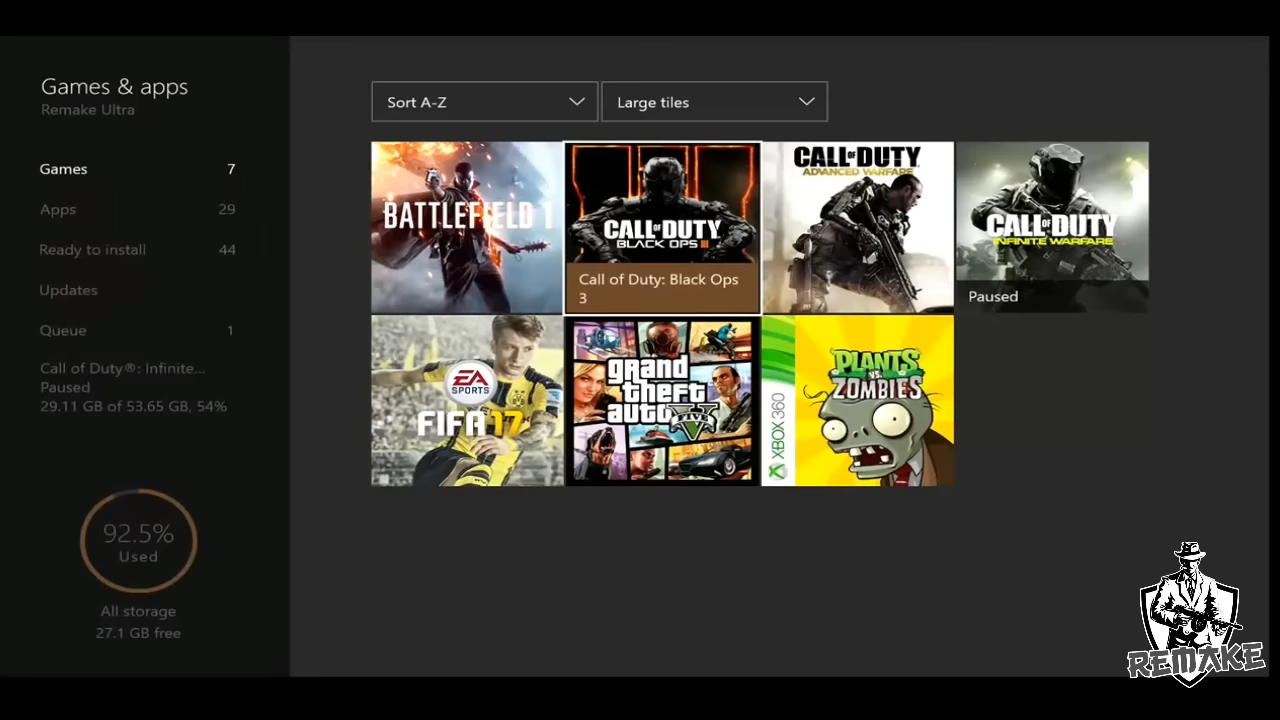 Games & apps
Remake Ultra
Games 7
Apps 29
Ready to install 44
Updates
Queue 1
Call of Duty®: Infinite...
Paused
29.11 GB of 53.65 GB, 54%
92.5%
Used
All storage
27.1 GB free
Sort A-Z
Large tiles
BATTLEFIELD 1
CALL OF DUTY
BLACK OPS III
Call of Duty: Black Ops
3
CALL OF DUTY
ADVANCED WARFARE
CALL OF DUTY
INFINITE WARFARE
Paused
EA
SPORTS
FIFA 17
grand
theft
auto
FIVE
XBOX 360
PLANTS
VS.
ZOMBIES
REMAKE